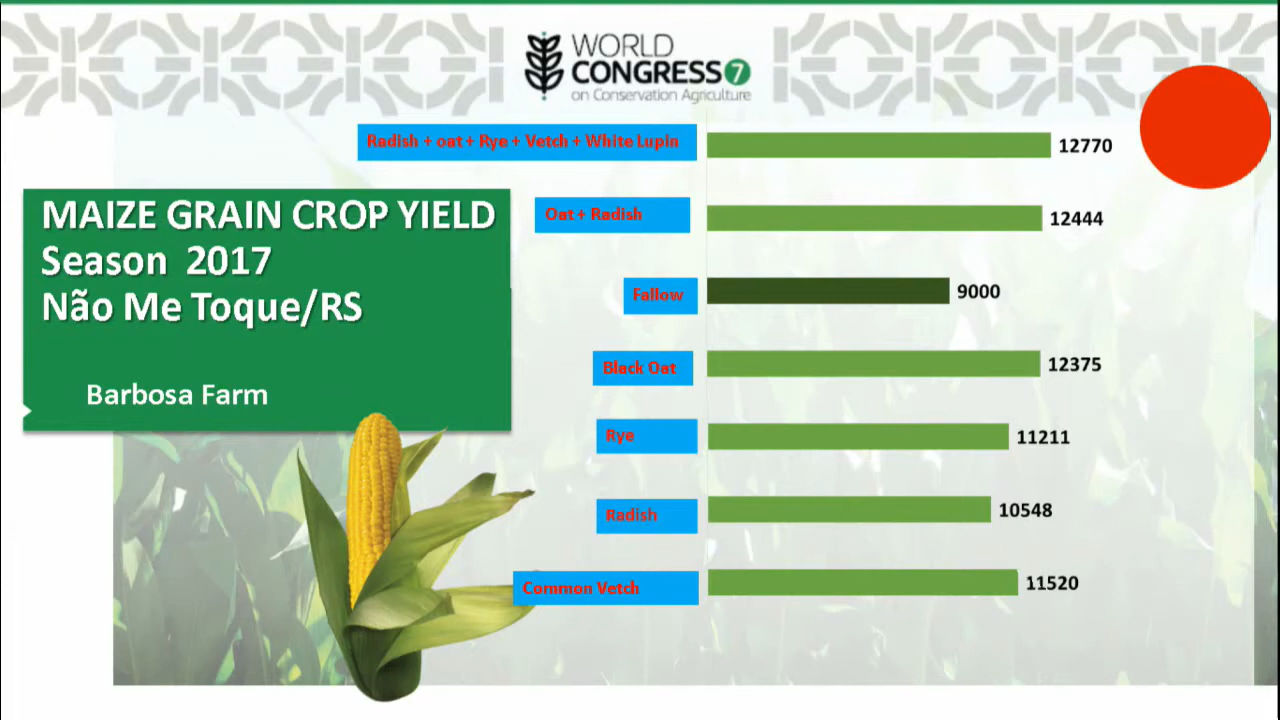 WORLD
CONGRESS 7
on Conservation Agriculture
Radish + oat + Rye + Vetch + White Lupin
12770
MAIZE GRAIN CROP YIELD
Season 2017
Não Me Toque/RS
Barbosa Farm
Oat + Radish
12444
Fallow
9000
Black Oat
12375
Rye
11211
Radish
10548
Common Vetch
11520